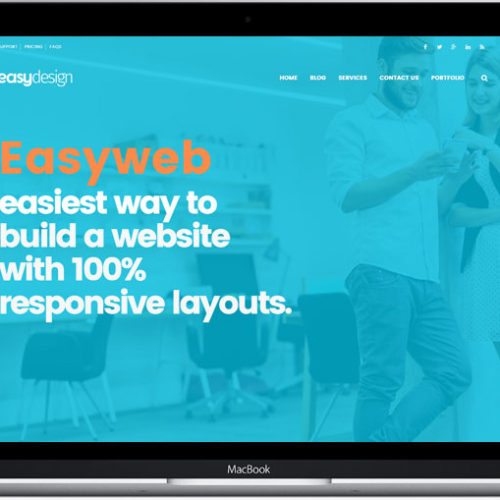 SUPPORT PRICING FAQS
easydesign
HOME BLOG SERVICES CONTACT US PORTFOLIO
Easyweb
easiest way to
build a website
with 100%
responsive layouts.
MacBook